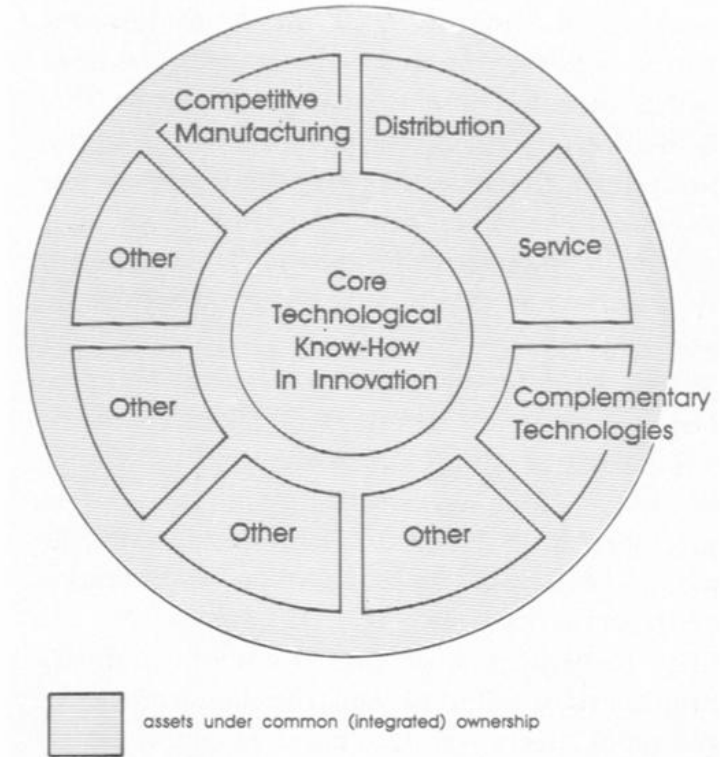 Competitive
Manufacturing
Distribution
Other
Service
Core
Technological
Know-How
In Innovation
Other
Complementary
Technologies
Other
Other
assets under common (integrated) ownership